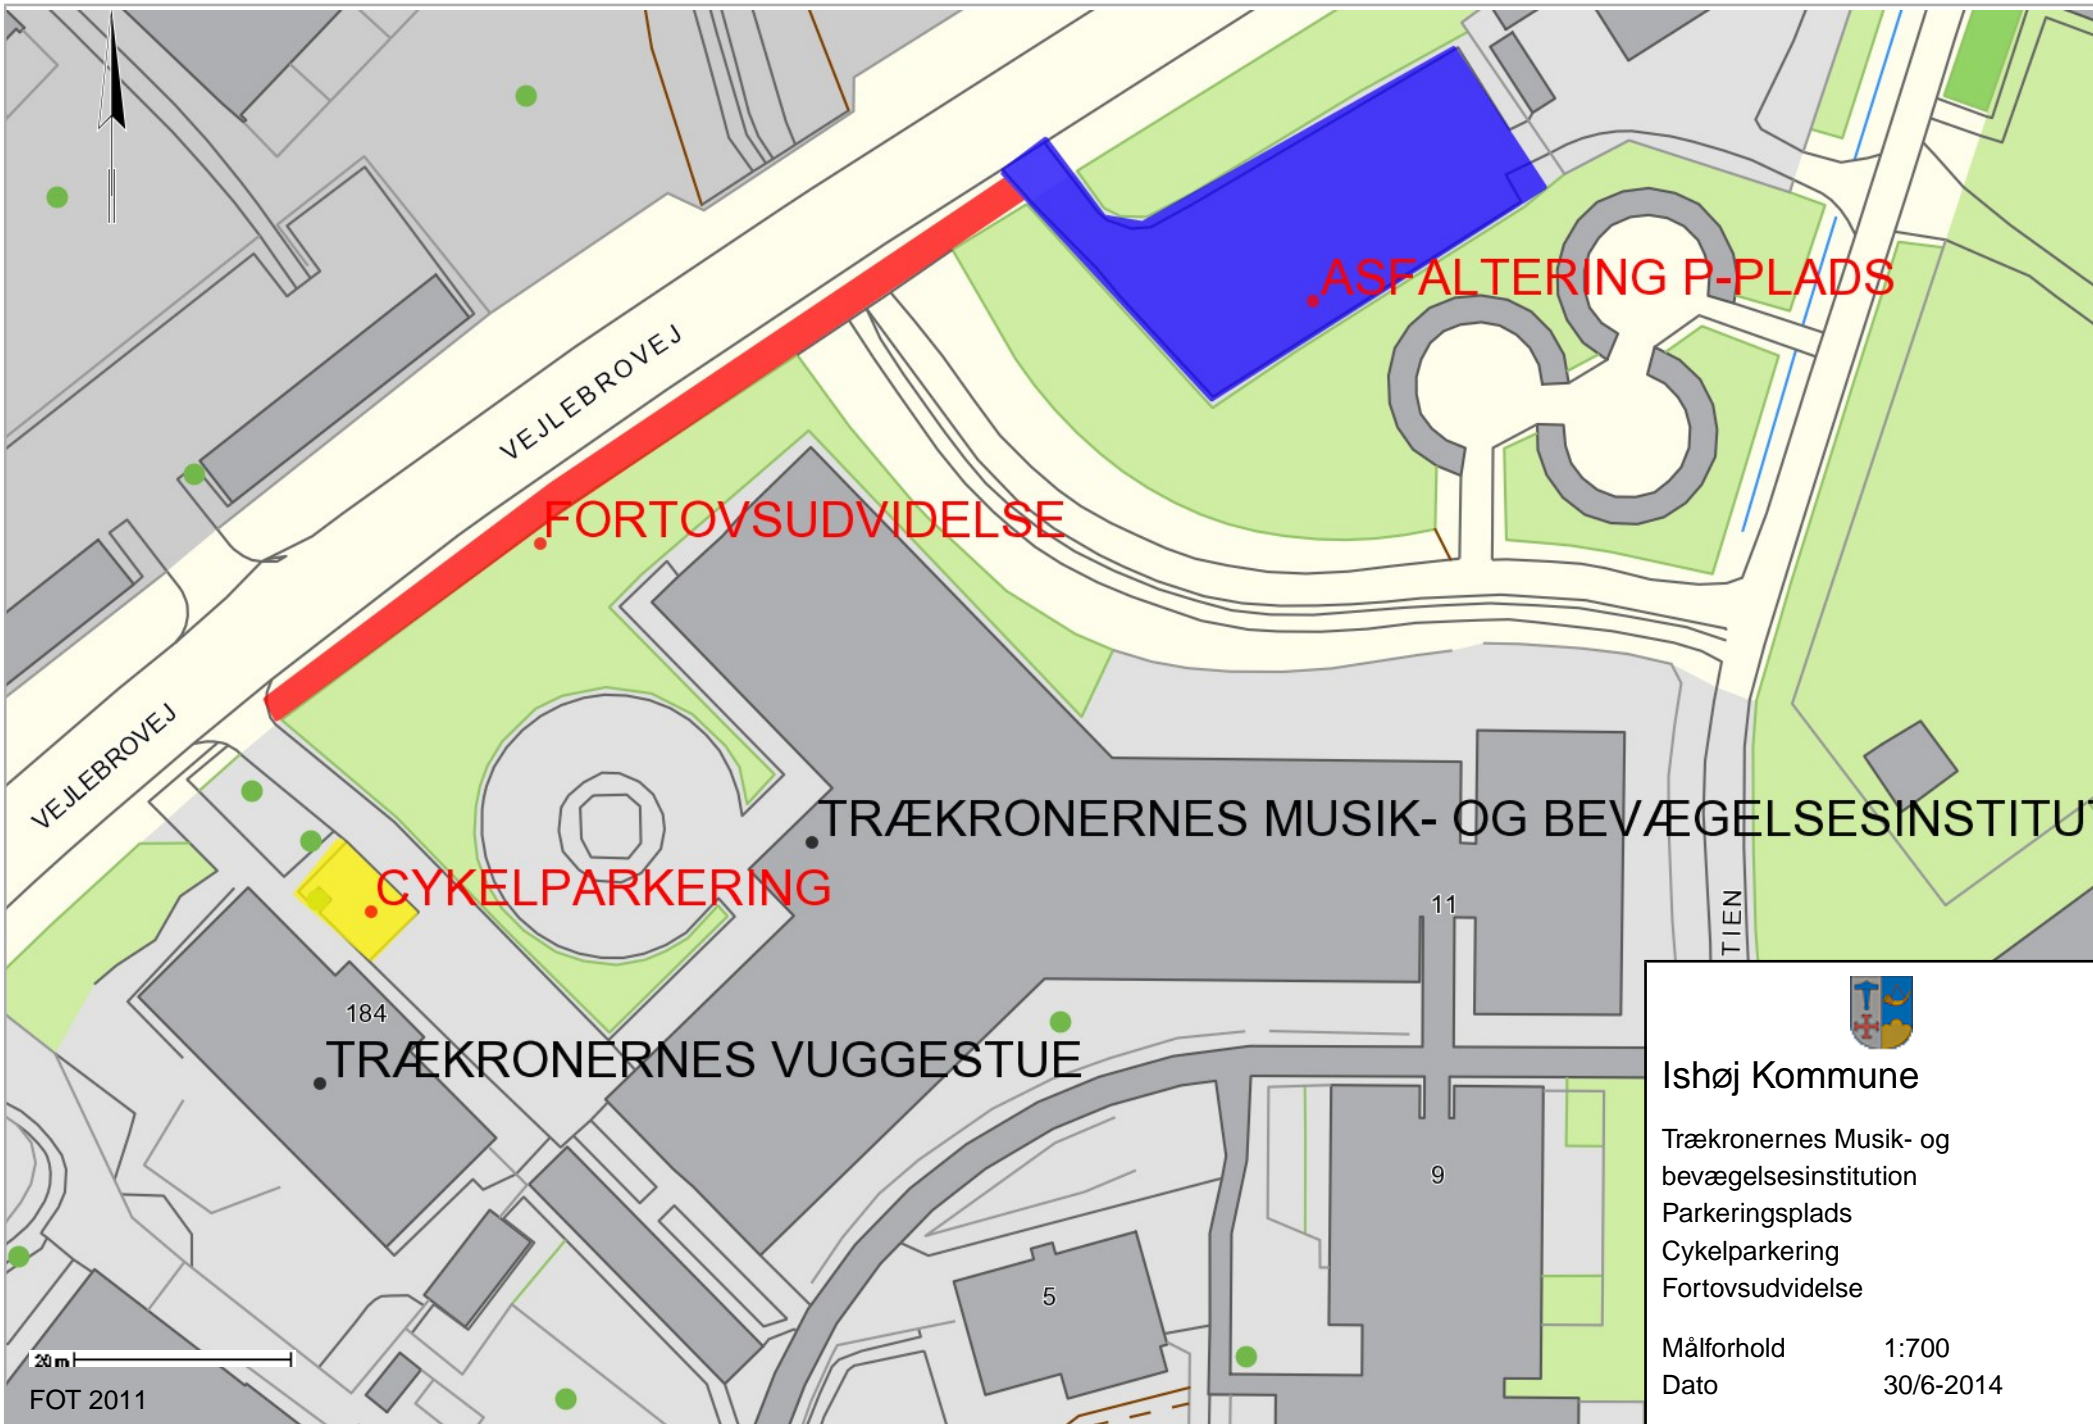 ASFALTERING P-PLADS
VEJLEBROVEJ
FORTOVSUDVIDELSE
VEJLEBROVEJ
TRÆKRONERNES MUSIK- OG BEVÆGELSESINSTITU
CYKELPARKERING
11
TIEN
184
TRÆKRONERNES VUGGESTUE
9
5
20 m
FOT 2011
Ishøj Kommune
Trækronernes Musik- og
bevægelsesinstitution
Parkeringsplads
Cykelparkering
Fortovsudvidelse
Målforhold 1:700
Dato 30/6-2014